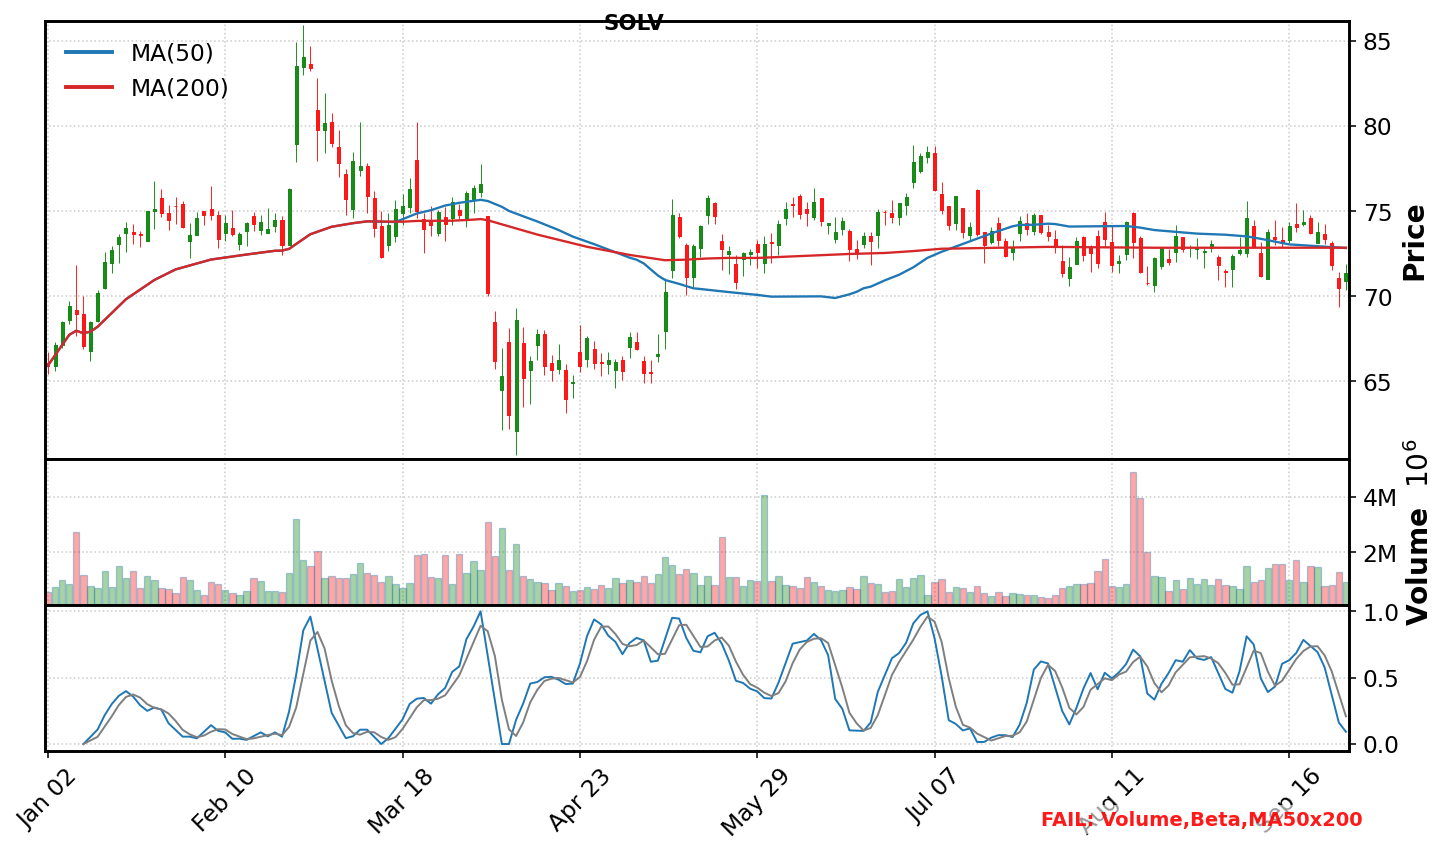 SOLV
MA(50)
MA(200)
85
80
75
70
65
Price
10^6
4M
2M
Volume
1.0
0.5
0.0
Jan 02
Feb 10
Mar 18
Apr 23
May 29
Jul 07
Aug 11
Sep 16
FAIL: Volume,Beta,MA50x200